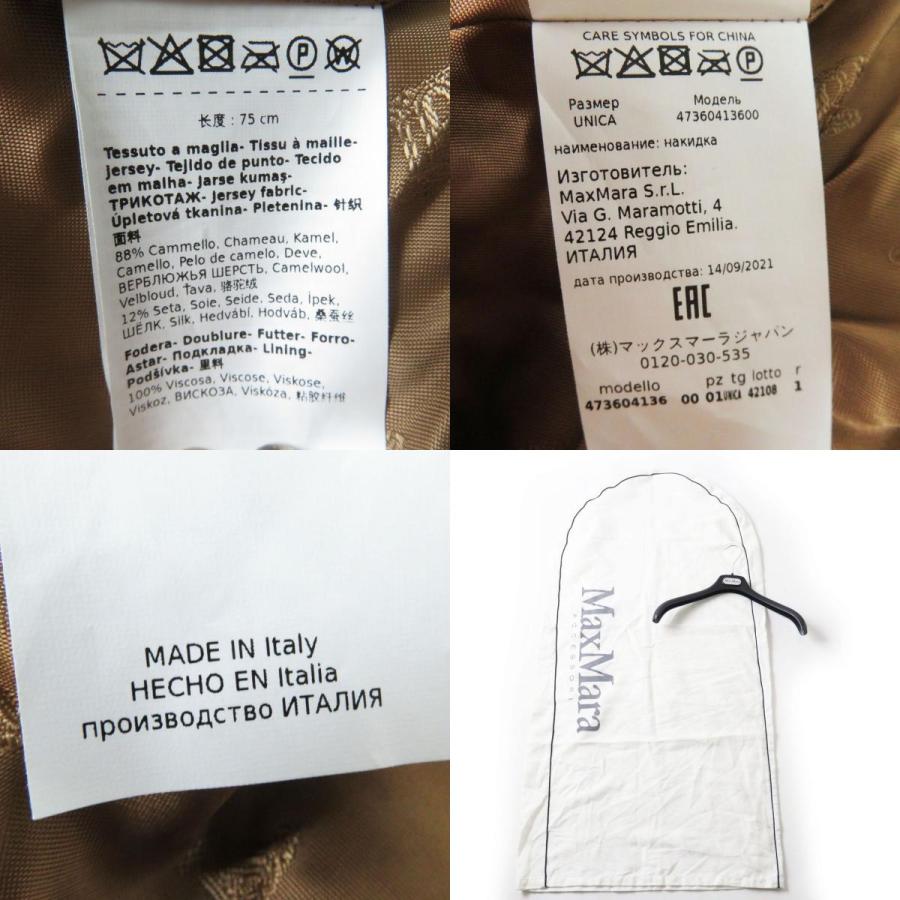 长度 : 75 cm
Tessuto a maglia- Tissu à maille-
jersey- Tejido de punto- Tecido
em malha- Jarse kumaş-
ТРИКОТАЖ- Jersey fabric-
Úpletová tkanina- Pletenina- 针织
面料
88% Cammello, Chameau, Kamel,
Camello, Pelo de camelo, Deve,
ВЕРБЛЮЖЬЯ ШЕРСТЬ, Camelwool,
Velbloud, Ťava, 骆驼绒
12% Seta, Soie, Seide, Seda, İpek,
ШЁЛК, Silk, Hedvábí, Hodváb, 桑蚕丝
Fodera- Doublure- Futter- Forro-
Astar- ПОДКЛАДКА- Lining-
Podšívka- 里料
100% Viscosa, Viscose, Viskose,
Viskoz, ВИСКОЗА, Viskóza, 粘胶纤维
CARE SYMBOLS FOR CHINA
Размер Модель
UNICA 47360413600
наименование: накидка
Изготовитель:
MaxMara S.r.L.
Via G. Maramotti, 4
42124 Reggio Emilia.
ИТАЛИЯ
дата производства: 14/09/2021
EAC
(株)マックスマーラジャパン
0120-030-535
modello pz tg lotto r
473604136 00 01 UNICA 42108 1
MADE IN Italy
HECHO EN Italia
производство ИТАЛИЯ
MaxMara
accessori